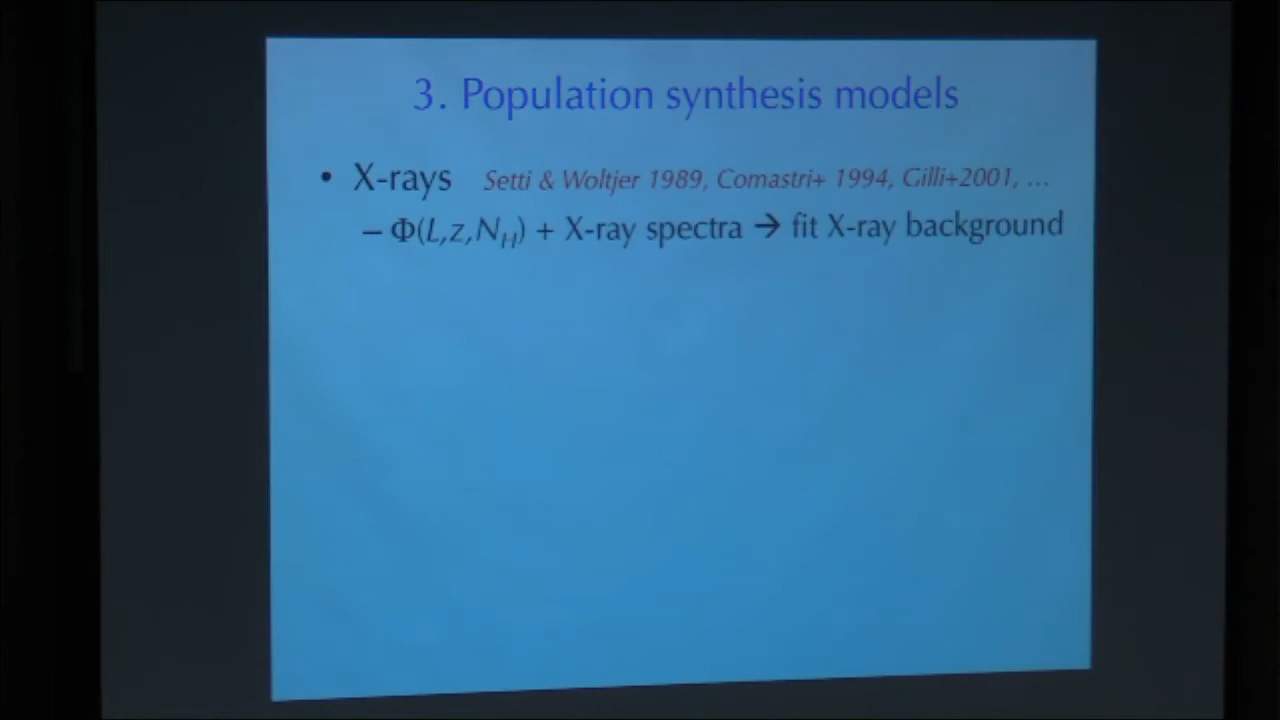 3. Population synthesis models
• X-rays Setti & Woltjer 1989, Comastri+ 1994, Gilli+2001, ...
– Φ(L,z,N_H) + X-ray spectra → fit X-ray background